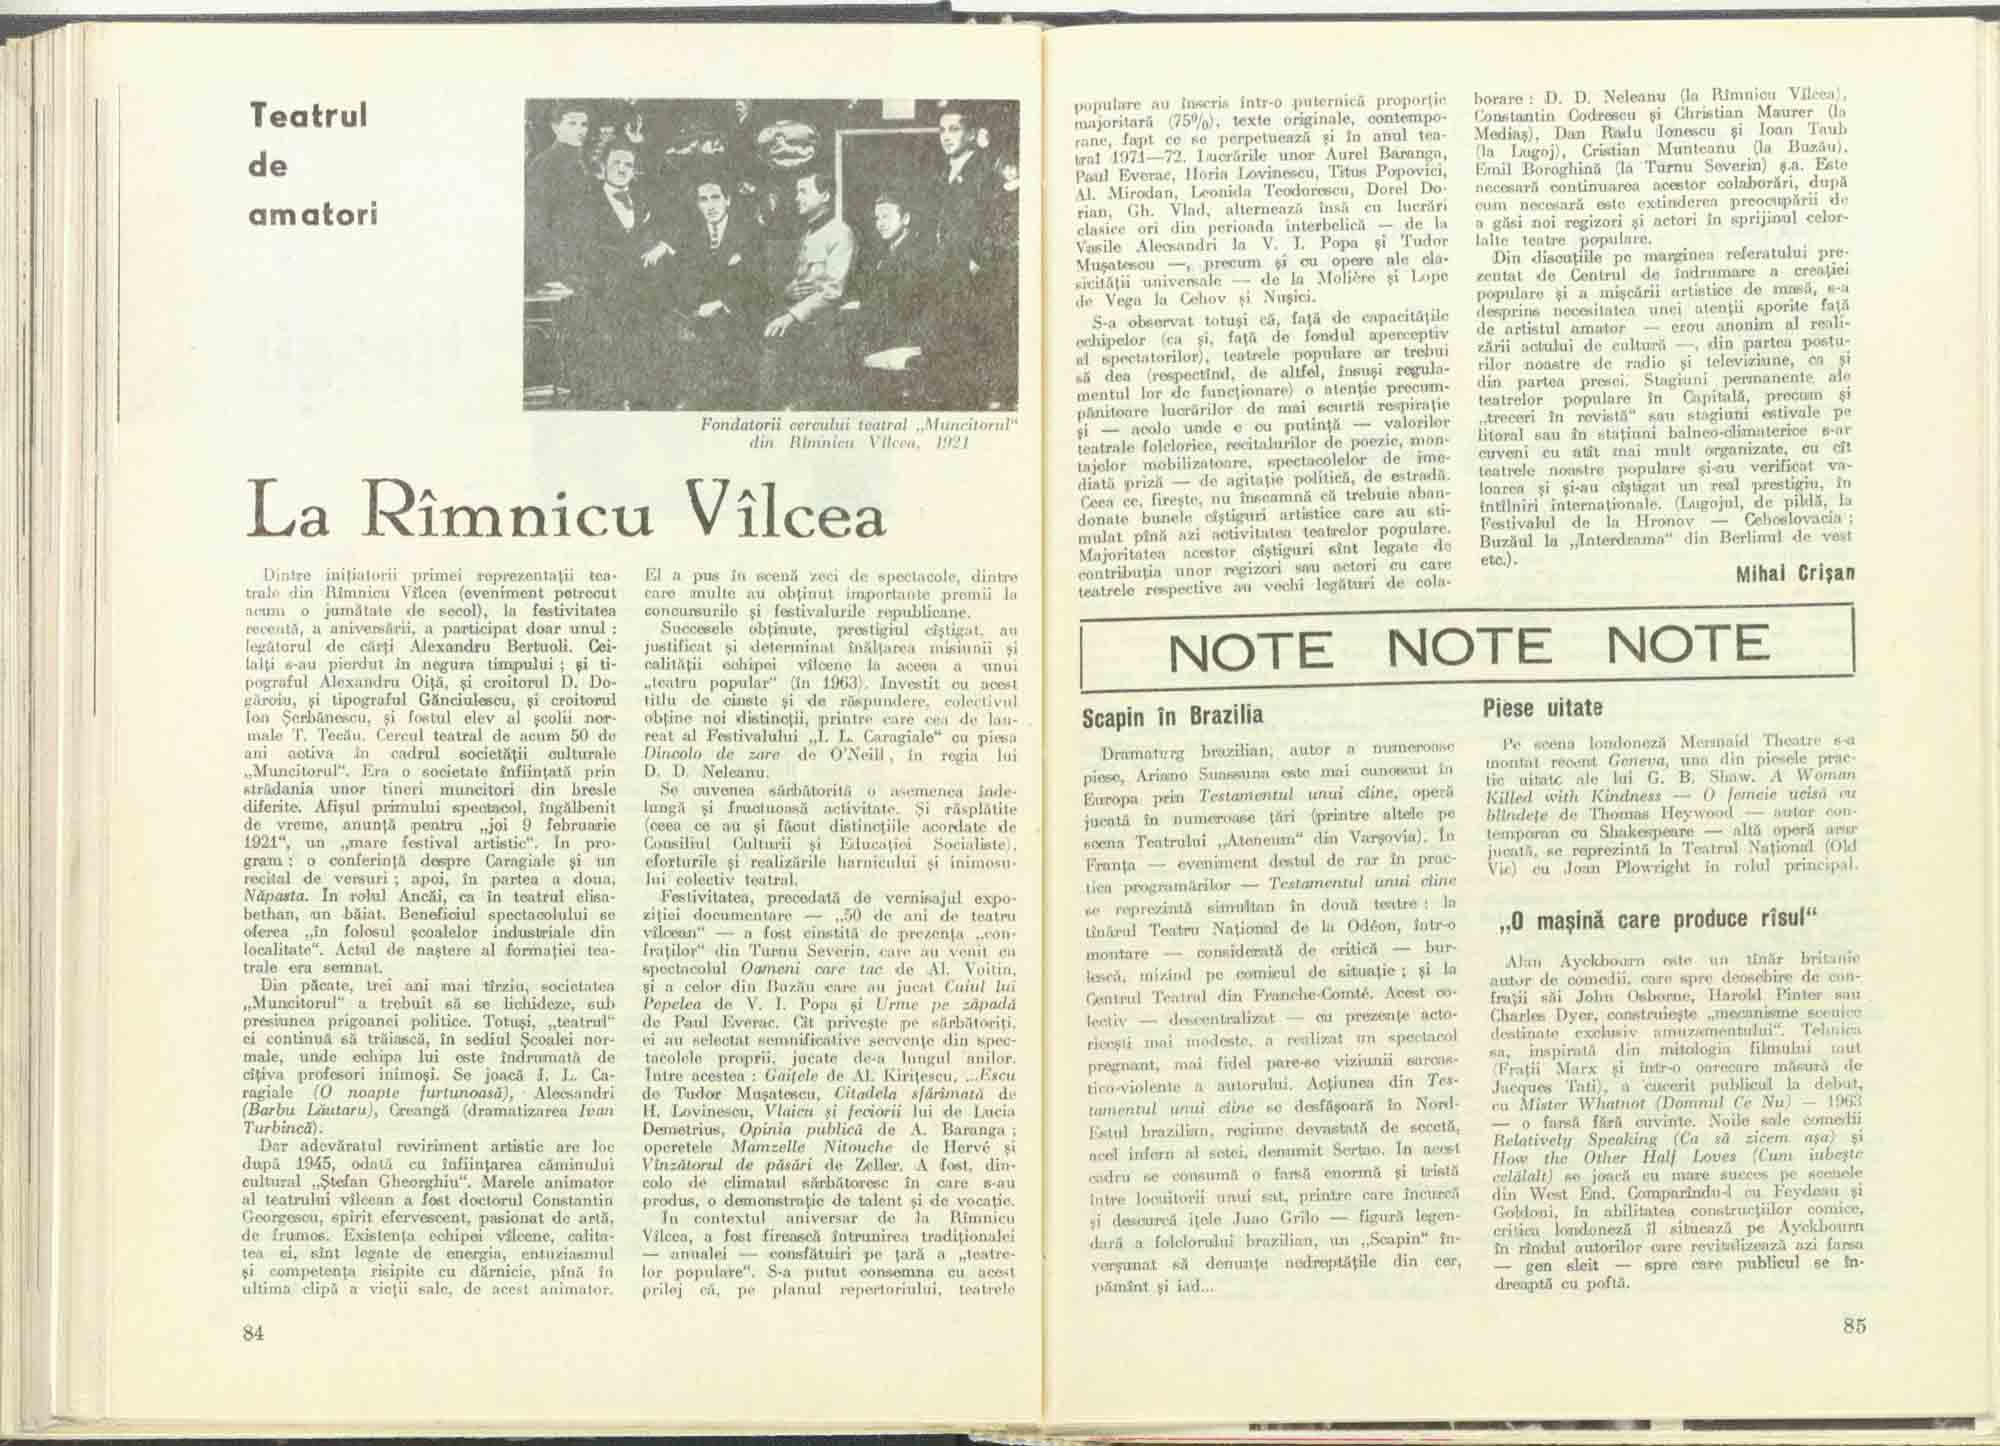 Teatrul
de
amatori
Fondatorii cercului teatral „Muncitorul“
din Rîmnicu Vîlcea, 1921
La Rîmnicu Vîlcea
Dintre inițiatorii primei reprezentații tea-
trale din Rîmnicu Vîlcea (eveniment petrecut
acum o jumătate de secol), la festivitatea
recentă, a aniversării, a participat doar unul :
legătorul de cărți Alexandru Bertuoli. Cei-
lalți s-au pierdut în negura timpului ; și ti-
pograful Alexandru Oiță, și croitorul D. Do-
găroiu, și tipograful Gănciulescu, și croitorul
Ion Șerbănescu, și fostul elev al școlii nor-
male T. Tecău. Cercul teatral de acum 50 de
ani activa în cadrul societății culturale
„Muncitorul“. Era o societate înființată prin
strădania unor tineri muncitori din bresle
diferite. Afișul primului spectacol, îngălbenit
de vreme, anunță pentru „joi 9 februarie
1921“, un „mare festival artistic“. În pro-
gram : o conferință despre Caragiale și un
recital de versuri ; apoi, în partea a doua,
Năpasta. În rolul Ancăi, ca în teatrul elisa-
bethan, un băiat. Beneficiul spectacolului se
oferea „în folosul școalelor industriale din
localitate“. Actul de naștere al formației tea-
trale era semnat.
Din păcate, trei ani mai tîrziu, societatea
„Muncitorul“ a trebuit să se lichideze, sub
presiunea prigoanei politice. Totuși, „teatrul“
ei continuă să trăiască, în sediul Școalei nor-
male, unde echipa lui este îndrumată de
cîțiva profesori inimoși. Se joacă I. L. Ca-
ragiale (O noapte furtunoasă), Alecsandri
(Barbu Lăutaru), Creangă (dramatizarea Ivan
Turbincă).
Dar adevăratul reviriment artistic are loc
după 1945, odată cu înființarea căminului
cultural „Ștefan Gheorghiu“. Marele animator
al teatrului vîlcean a fost doctorul Constantin
Georgescu, spirit efervescent, pasionat de artă,
de frumos. Existența echipei vîlcene, calita-
tea ei, sînt legate de energia, entuziasmul
și competența risipite cu dărnicie, pînă în
ultima clipă a vieții sale, de acest animator.
El a pus în scenă zeci de spectacole, dintre
care multe au obținut importante premii la
concursurile și festivalurile republicane.
Succesele obținute, prestigiul cîștigat, au
justificat și determinat înălțarea misiunii și
calității echipei vîlcene la aceea a unui
„teatru popular“ (în 1963). Investit cu acest
titlu de cinste și de răspundere, colectivul
obține noi distincții, printre care cea de lau-
reat al Festivalului „I. L. Caragiale“ cu piesa
Dincolo de zare de O'Neill, în regia lui
D. D. Neleanu.
Se cuvenea sărbătorită o asemenea înde-
lungă și fructuoasă activitate. Și răsplătite
(ceea ce au și făcut distincțiile acordate de
Consiliul Culturii și Educației Socialiste),
eforturile și realizările harnicului și inimosu-
lui colectiv teatral.
Festivitatea, precedată de vernisajul expo-
ziției documentare — „50 de ani de teatru
vîlcean“ — a fost cinstită de prezența „con-
fraților“ din Turnu Severin, care au venit cu
spectacolul Oameni care tac de Al. Voitin,
și a celor din Buzău care au jucat Cuiul lui
Pepelea de V. I. Popa și Urme pe zăpadă
de Paul Everac. Cît privește pe sărbătoriți,
ei au selectat semnificative secvențe din spec-
tacolele proprii, jucate de-a lungul anilor.
Între acestea : Gaițele de Al. Kirițescu, ...Escu
de Tudor Mușatescu, Citadela sfărîmată de
H. Lovinescu, Vlaicu și feciorii lui de Lucia
Demetrius, Opinia publică de A. Baranga ;
operetele Mamzelle Nitouche de Hervé și
Vînzătorul de păsări de Zeller. A fost, din-
colo de climatul sărbătoresc în care s-au
produs, o demonstrație de talent și de vocație.
În contextul aniversar de la Rîmnicu
Vîlcea, a fost firească întrunirea tradiționalei
— anualei — consfătuiri pe țară a „teatre-
lor populare“. S-a putut consemna cu acest
prilej că, pe planul repertoriului, teatrele
84
populare au înscris într-o puternică proporție
majoritară (75%), texte originale, contempo-
rane, fapt ce se perpetuează și în anul tea-
tral 1971—72. Lucrările unor Aurel Baranga,
Paul Everac, Horia Lovinescu, Titus Popovici,
Al. Mirodan, Leonida Teodorescu, Dorel Do-
rian, Gh. Vlad, alternează însă cu lucrări
clasice ori din perioada interbelică — de la
Vasile Alecsandri la V. I. Popa și Tudor
Mușatescu —, precum și cu opere ale cla-
sicității universale — de la Molière și Lope
de Vega la Cehov și Nușici.
S-a observat totuși că, față de capacitățile
echipelor (ca și, față de fondul aperceptiv
al spectatorilor), teatrele populare ar trebui
să dea (respectînd, de altfel, însuși regula-
mentul lor de funcționare) o atenție precum-
pănitoare lucrărilor de mai scurtă respirație
și — acolo unde e cu putință — valorilor
teatrale folclorice, recitalurilor de poezie, mon-
tajelor mobilizatoare, spectacolelor de ime-
diată priză — de agitație politică, de estradă.
Ceea ce, firește, nu înseamnă că trebuie aban-
donate bunele cîștiguri artistice care au sti-
mulat pînă azi activitatea teatrelor populare.
Majoritatea acestor cîștiguri sînt legate de
contribuția unor regizori sau actori cu care
teatrele respective au vechi legături de cola-
borare : D. D. Neleanu (la Rîmnicu Vîlcea),
Constantin Codrescu și Christian Maurer (la
Mediaș), Dan Radu Ionescu și Ioan Taub
(la Lugoj), Cristian Munteanu (la Buzău),
Emil Boroghină (la Turnu Severin) ș.a. Este
necesară continuarea acestor colaborări, după
cum necesară este extinderea preocupării de
a găsi noi regizori și actori în sprijinul celor-
lalte teatre populare.
Din discuțiile pe marginea referatului pre-
zentat de Centrul de îndrumare a creației
populare și a mișcării artistice de masă, s-a
desprins necesitatea unei atenții sporite față
de artistul amator — erou anonim al reali-
zării actului de cultură —, din partea postu-
rilor noastre de radio și televiziune, ca și
din partea presei. Stagiuni permanente ale
teatrelor populare în Capitală, precum și
„treceri în revistă“ sau stagiuni estivale pe
litoral sau în stațiuni balneo-climaterice s-ar
cuveni cu atît mai mult organizate, cu cît
teatrele noastre populare și-au verificat va-
loarea și și-au cîștigat un real prestigiu, în
întîlniri internaționale. (Lugojul, de pildă, la
Festivalul de la Hronov — Cehoslovacia ;
Buzăul la „Interdrama“ din Berlinul de vest
etc.).
Mihai Crișan
NOTE NOTE NOTE
Scapin în Brazilia
Dramaturg brazilian, autor a numeroase
piese, Ariano Suassuna este mai cunoscut în
Europa prin Testamentul unui cîine, operă
jucată în numeroase țări (printre altele pe
scena Teatrului „Ateneum“ din Varșovia). În
Franța — eveniment destul de rar în prac-
tica programărilor — Testamentul unui cîine
se reprezintă simultan în două teatre : la
tînărul Teatru Național de la Odéon, într-o
montare — considerată de critică — bur-
lescă, mizînd pe comicul de situație ; și la
Centrul Teatral din Franche-Comté. Acest co-
lectiv — descentralizat — cu prezențe acto-
ricești mai modeste, a realizat un spectacol
pregnant, mai fidel pare-se viziunii sarcas-
tico-violente a autorului. Acțiunea din Tes-
tamentul unui cîine se desfășoară în Nord-
Estul brazilian, regiune devastată de secetă,
acel infern al setei, denumit Sertao. În acest
cadru se consumă o farsă enormă și tristă
între locuitorii unui sat, printre care încurcă
și descurcă ițele Juao Grilo — figură legen-
dară a folclorului brazilian, un „Scapin“ în-
verșunat să denunțe nedreptățile din cer,
pămînt și iad...
Piese uitate
Pe scena londoneză Mermaid Theatre s-a
montat recent Geneva, una din piesele prac-
tic uitate ale lui G. B. Shaw. A Woman
Killed with Kindness — O femeie ucisă cu
blîndețe de Thomas Heywood — autor con-
temporan cu Shakespeare — altă operă arar
jucată, se reprezintă la Teatrul Național (Old
Vic) cu Joan Plowright în rolul principal.
„O mașină care produce rîsul“
Alan Ayckbourn este un tînăr britanic
autor de comedii, care spre deosebire de con-
frații săi John Osborne, Harold Pinter sau
Charles Dyer, construiește „mecanisme scenice
destinate exclusiv amuzamentului“. Tehnica
sa, inspirată din mitologia filmului mut
(Frații Marx și într-o oarecare măsură de
Jacques Tati), a cucerit publicul la debut,
cu Mister Whatnot (Domnul Ce Nu) — 1963
— o farsă fără cuvinte. Noile sale comedii
Relatively Speaking (Ca să zicem așa) și
How the Other Half Loves (Cum iubește
celălalt) se joacă cu mare succes pe scenele
din West End. Comparîndu-l cu Feydeau și
Goldoni, în abilitatea construcțiilor comice,
critica londoneză îl situează pe Ayckbourn
în rîndul autorilor care revitalizează azi farsa
— gen sleit — spre care publicul se în-
dreaptă cu poftă.
85